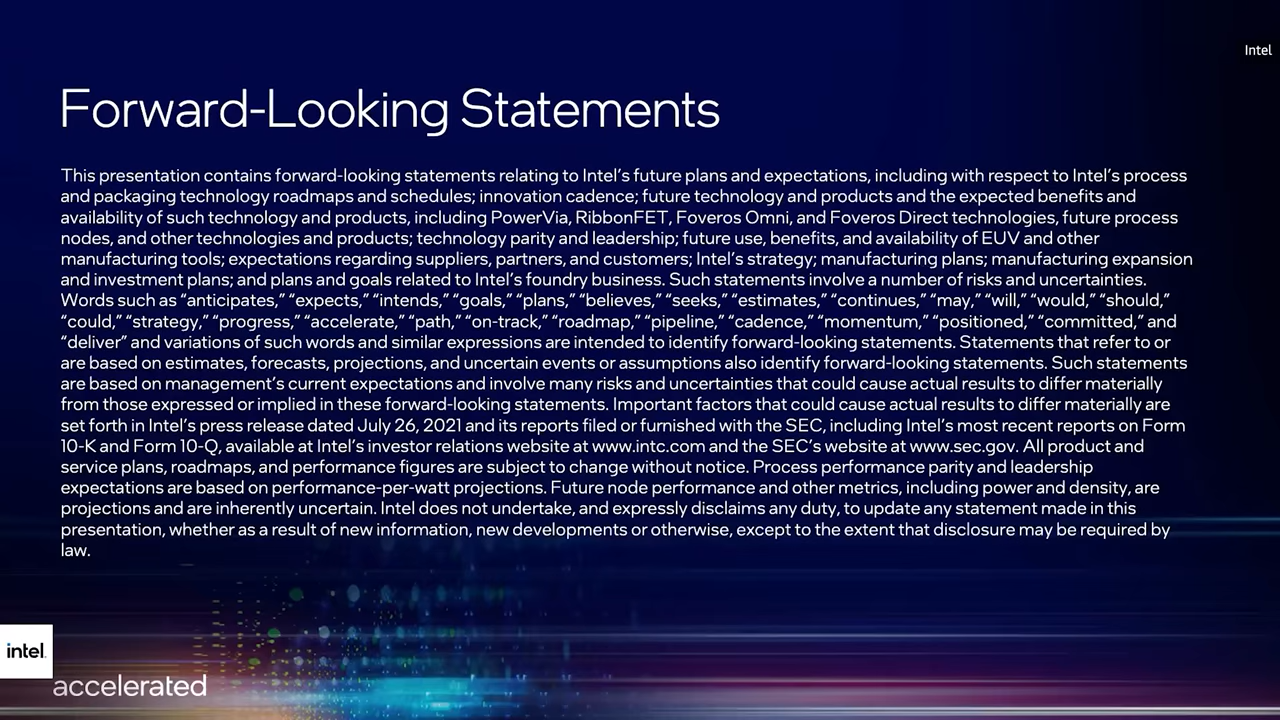 Intel
Forward-Looking Statements
This presentation contains forward-looking statements relating to Intel's future plans and expectations, including with respect to Intel's process
and packaging technology roadmaps and schedules; innovation cadence; future technology and products and the expected benefits and
availability of such technology and products, including PowerVia, RibbonFET, Foveros Omni, and Foveros Direct technologies, future process
nodes, and other technologies and products; technology parity and leadership; future use, benefits, and availability of EUV and other
manufacturing tools; expectations regarding suppliers, partners, and customers; Intel's strategy; manufacturing plans; manufacturing expansion
and investment plans; and plans and goals related to Intel's foundry business. Such statements involve a number of risks and uncertainties.
Words such as “anticipates,” “expects,” “intends,” “goals,” “plans,” “believes,” “seeks,” “estimates,” “continues,” “may,” “will,” “would,” “should,”
“could,” “strategy,” “progress,” “accelerate,” “path,” “on-track,” “roadmap,” “pipeline,” “cadence,” “momentum,” “positioned,” “committed,” and
“deliver” and variations of such words and similar expressions are intended to identify forward-looking statements. Statements that refer to or
are based on estimates, forecasts, projections, and uncertain events or assumptions also identify forward-looking statements. Such statements
are based on management's current expectations and involve many risks and uncertainties that could cause actual results to differ materially
from those expressed or implied in these forward-looking statements. Important factors that could cause actual results to differ materially are
set forth in Intel's press release dated July 26, 2021 and its reports filed or furnished with the SEC, including Intel's most recent reports on Form
10-K and Form 10-Q, available at Intel's investor relations website at www.intc.com and the SEC's website at www.sec.gov. All product and
service plans, roadmaps, and performance figures are subject to change without notice. Process performance parity and leadership
expectations are based on performance-per-watt projections. Future node performance and other metrics, including power and density, are
projections and are inherently uncertain. Intel does not undertake, and expressly disclaims any duty, to update any statement made in this
presentation, whether as a result of new information, new developments or otherwise, except to the extent that disclosure may be required by
law.
intel.
accelerated